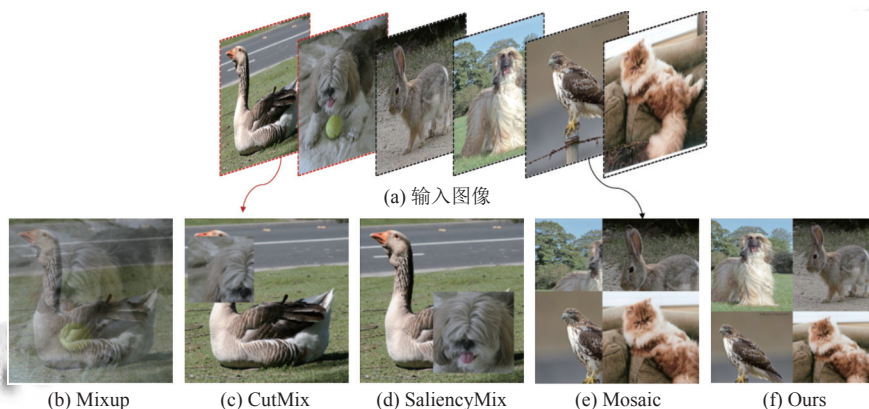 (a) 输入图像
(b) Mixup
(c) CutMix
(d) SaliencyMix
(e) Mosaic
(f) Ours